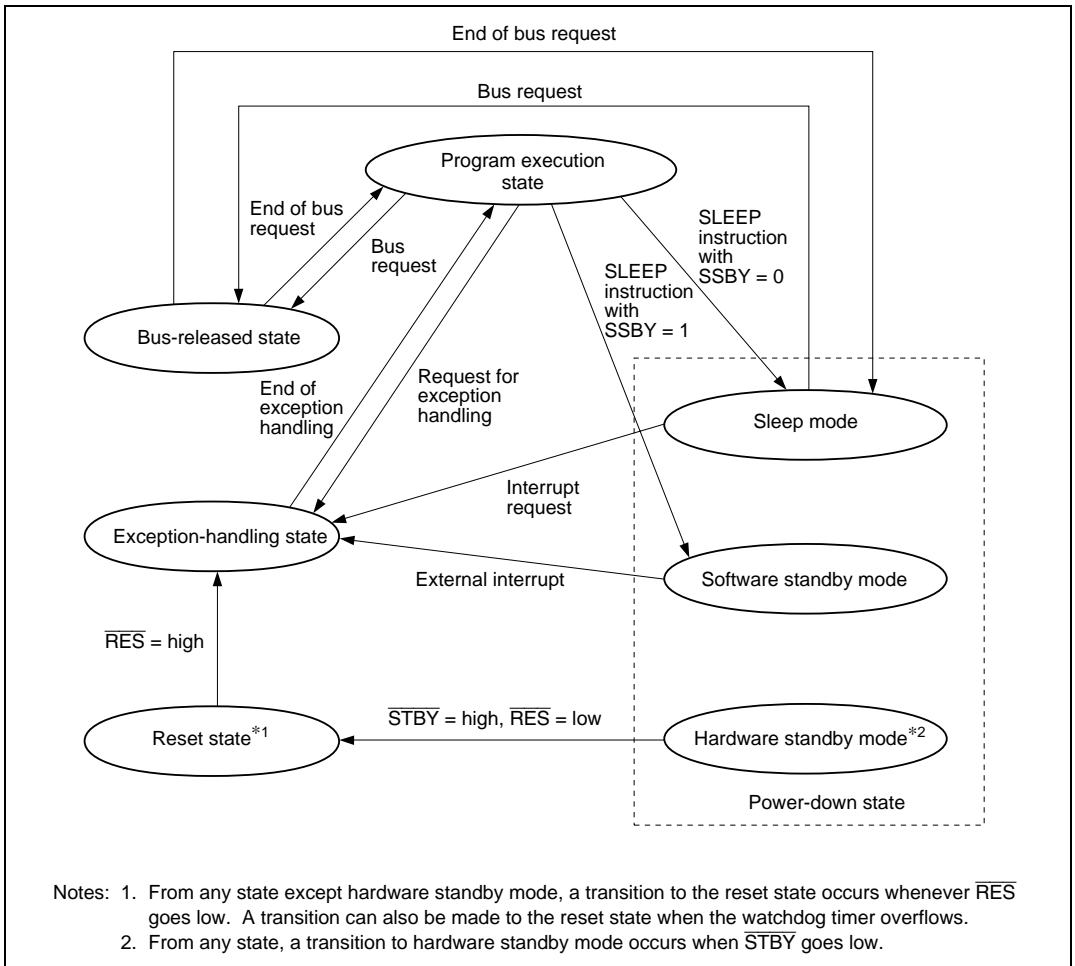 End of bus request
Bus request
Program execution
state
End of bus
request
Bus
request
SLEEP
instruction
with
SSBY = 0
SLEEP
instruction
with
SSBY = 1
Bus-released state
End of
exception
handling
Request for
exception
handling
Sleep mode
Interrupt
request
Exception-handling state
External interrupt
Software standby mode
R̅E̅S̅ = high
S̅T̅B̅Y̅ = high, R̅E̅S̅ = low
Reset state*1
Hardware standby mode*2
Power-down state
Notes: 1. From any state except hardware standby mode, a transition to the reset state occurs whenever R̅E̅S̅
goes low. A transition can also be made to the reset state when the watchdog timer overflows.
2. From any state, a transition to hardware standby mode occurs when S̅T̅B̅Y̅ goes low.